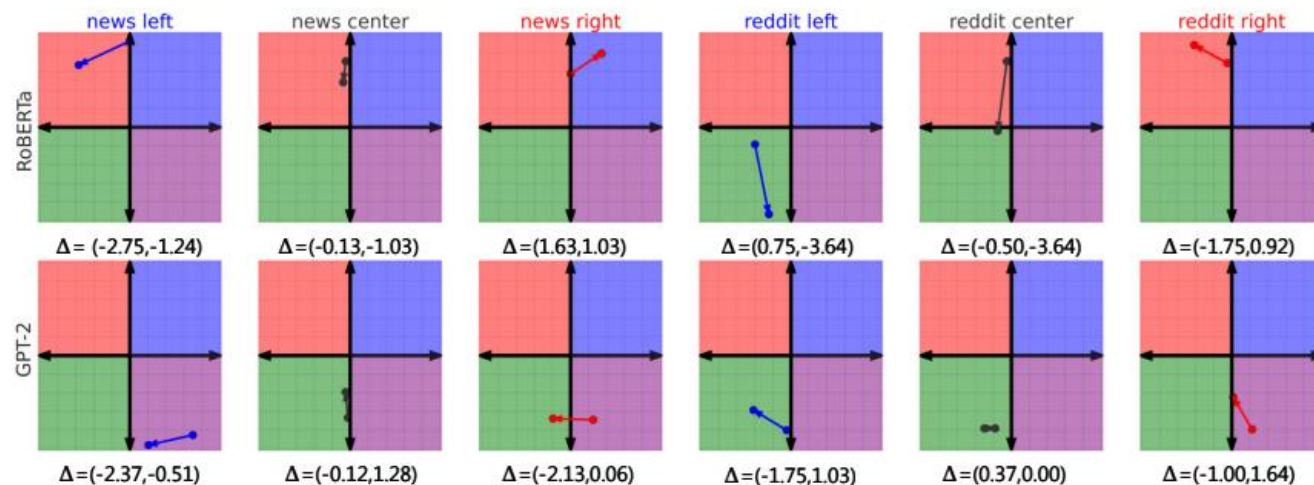 news left news center news right reddit left reddit center reddit right
RoBERTa
Δ=(-2.75,-1.24) Δ=(-0.13,-1.03) Δ=(1.63,1.03) Δ=(0.75,-3.64) Δ=(-0.50,-3.64) Δ=(-1.75,0.92)
GPT-2
Δ=(-2.37,-0.51) Δ=(-0.12,1.28) Δ=(-2.13,0.06) Δ=(-1.75,1.03) Δ=(0.37,0.00) Δ=(-1.00,1.64)